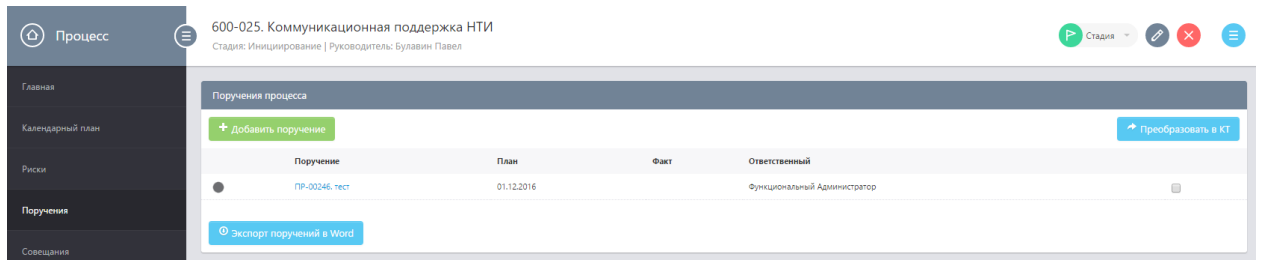 Процесс
600-025. Коммуникационная поддержка НТИ
Стадия: Инициирование | Руководитель: Булавин Павел
Стадия
Главная
Календарный план
Риски
Поручения
Совещания
Поручения процесса
+ Добавить поручение
Преобразовать в КТ
Поручение План Факт Ответственный
ПР-00246, тест 01.12.2016 Функциональный Администратор
Экспорт поручений в Word